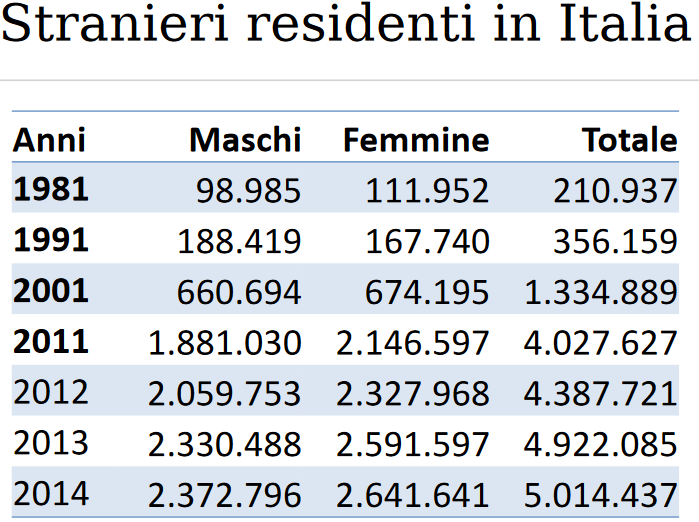 Stranieri residenti in Italia
Anni Maschi Femmine Totale
1981 98.985 111.952 210.937
1991 188.419 167.740 356.159
2001 660.694 674.195 1.334.889
2011 1.881.030 2.146.597 4.027.627
2012 2.059.753 2.327.968 4.387.721
2013 2.330.488 2.591.597 4.922.085
2014 2.372.796 2.641.641 5.014.437